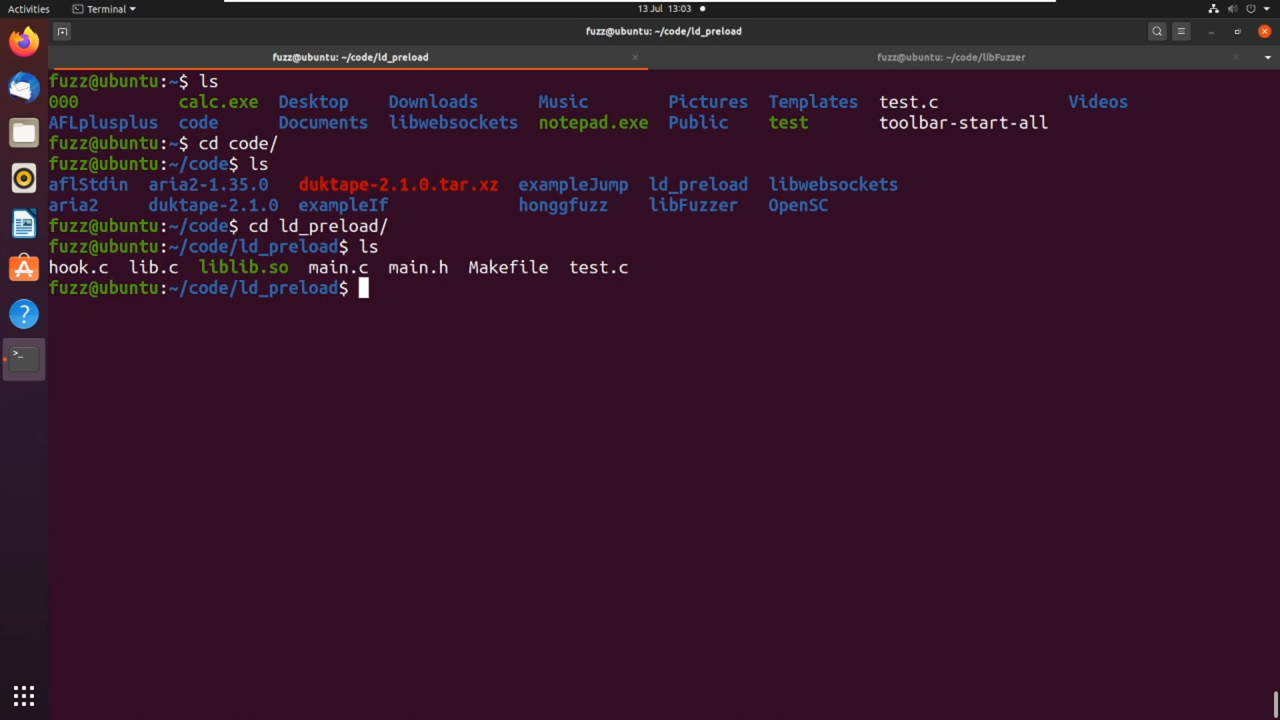 Activities Terminal 13 Jul 13:03
fuzz@ubuntu: ~/code/ld_preload
fuzz@ubuntu: ~/code/ld_preload × fuzz@ubuntu: ~/code/libFuzzer ×
fuzz@ubuntu:~$ ls
000 calc.exe Desktop Downloads Music Pictures Templates test.c Videos
AFLplusplus code Documents libwebsockets notepad.exe Public test toolbar-start-all
fuzz@ubuntu:~$ cd code/
fuzz@ubuntu:~/code$ ls
aflStdin aria2-1.35.0 duktape-2.1.0.tar.xz exampleJump ld_preload libwebsockets
aria2 duktape-2.1.0 exampleIf honggfuzz libFuzzer OpenSC
fuzz@ubuntu:~/code$ cd ld_preload/
fuzz@ubuntu:~/code/ld_preload$ ls
hook.c lib.c liblib.so main.c main.h Makefile test.c
fuzz@ubuntu:~/code/ld_preload$